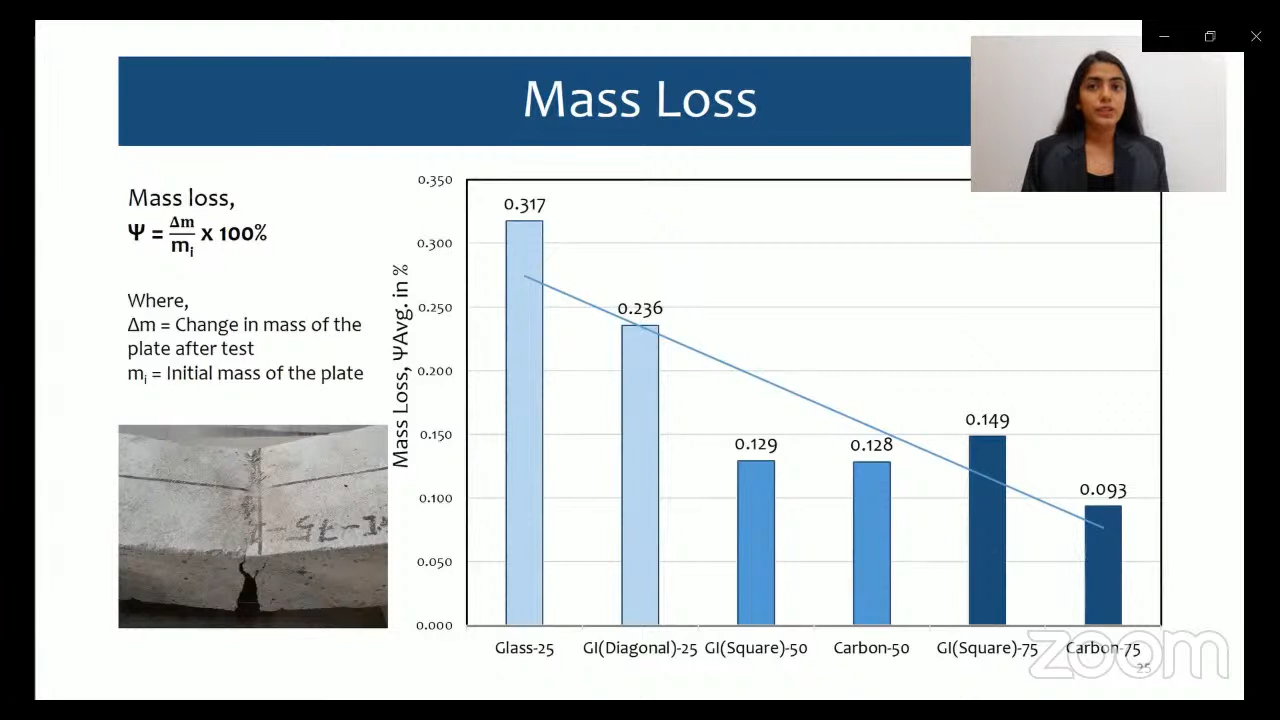 Mass Loss
Mass loss,
Ψ = Δm/mᵢ x 100%
Where,
Δm = Change in mass of the
plate after test
mᵢ = Initial mass of the plate
Mass Loss, ΨAvg. in %
0.350
0.300
0.250
0.200
0.150
0.100
0.050
0.000
0.317
0.236
0.129
0.128
0.149
0.093
Glass-25
GI(Diagonal)-25
GI(Square)-50
Carbon-50
GI(Square)-75
Carbon-75
25
zoom